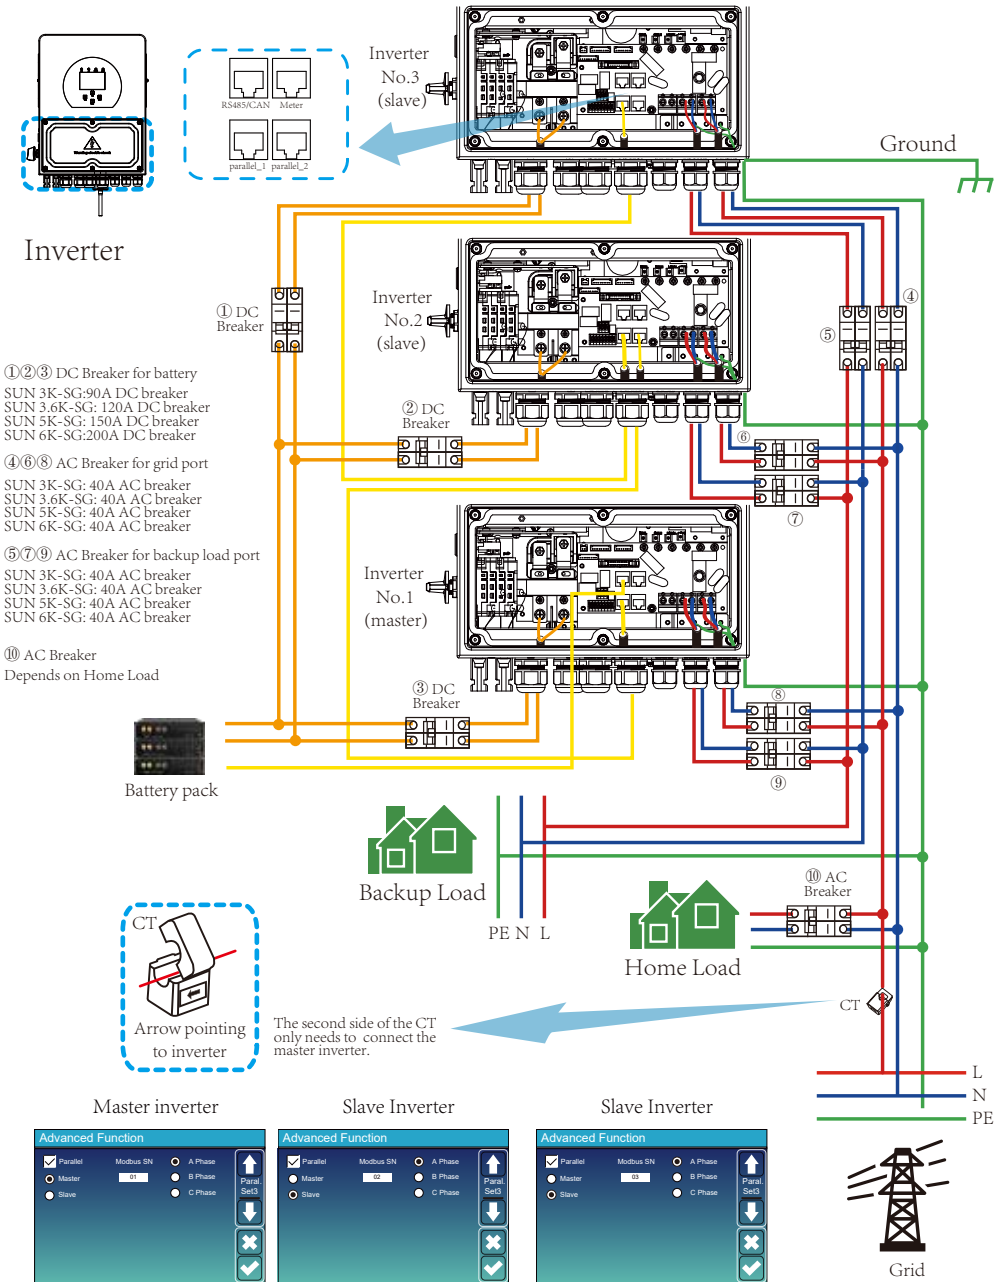 RS485/CAN Meter
parallel_1 parallel_2
Inverter
No.3
(slave)
Ground
Inverter
① DC
Breaker
Inverter
No.2
(slave)
④
⑤
①②③ DC Breaker for battery
SUN 3K-SG:90A DC breaker
SUN 3.6K-SG: 120A DC breaker
SUN 5K-SG: 150A DC breaker
SUN 6K-SG:200A DC breaker
② DC
Breaker
⑥
⑦
④⑥⑧ AC Breaker for grid port
SUN 3K-SG: 40A AC breaker
SUN 3.6K-SG: 40A AC breaker
SUN 5K-SG: 40A AC breaker
SUN 6K-SG: 40A AC breaker
⑤⑦⑨ AC Breaker for backup load port
SUN 3K-SG: 40A AC breaker
SUN 3.6K-SG: 40A AC breaker
SUN 5K-SG: 40A AC breaker
SUN 6K-SG: 40A AC breaker
Inverter
No.1
(master)
⑩ AC Breaker
Depends on Home Load
③ DC
Breaker
⑧
⑨
Battery pack
Backup Load
PE N L
⑩ AC
Breaker
Home Load
CT
Arrow pointing
to inverter
The second side of the CT
only needs to connect the
master inverter.
CT
L
N
PE
Master inverter
Slave Inverter
Slave Inverter
Advanced Function
Parallel Modbus SN A Phase
Master 01 B Phase
Slave C Phase
Paral.
Set3
Advanced Function
Parallel Modbus SN A Phase
Master 02 B Phase
Slave C Phase
Paral.
Set3
Advanced Function
Parallel Modbus SN A Phase
Master 03 B Phase
Slave C Phase
Paral.
Set3
Grid